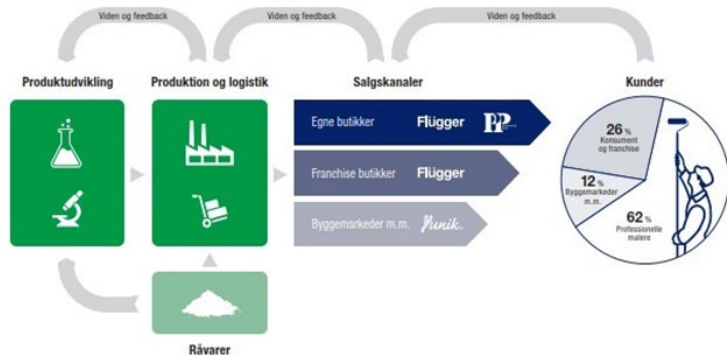 Viden og feedback
Viden og feedback
Viden og feedback
Produktudvikling
Produktion og logistik
Salgskanaler
Kunder
Egne butikker Flügger
Franchise butikker Flügger
Byggemarkeder m.m. Yunik.
26 %
Konsument
og franchise
12 %
Byggemarkeder
m.m.
62 %
Professionelle
malere
Råvarer